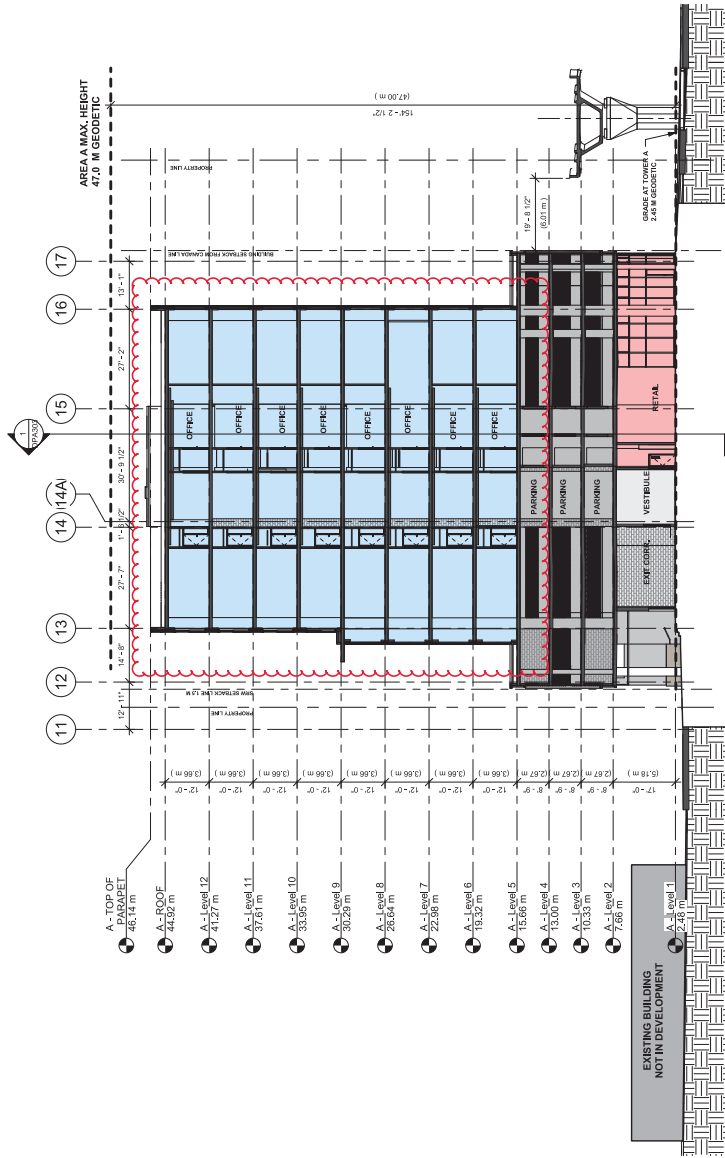 AREA A MAX. HEIGHT
47.0 M GEODETIC
154' - 2 1/2"
(47.00 m )
PROPERTY LINE
BUILDING SETBACK FROM CANADA LINE
19' - 8 1/2"
(6.01 m )
GRADE AT TOWER A
2.45 M GEODETIC
17
16
15
14A
14
13
12
11
13' - 1"
27' - 2"
30' - 9 1/2"
27' - 7"
14' - 8"
12' - 11"
1
SRW SETBACK LINE 1.5 M
PROPERTY LINE
OFFICE
OFFICE
OFFICE
OFFICE
OFFICE
OFFICE
OFFICE
OFFICE
PARKING
PARKING
PARKING
RETAIL
VESTIBULE
EXIT CORR.
12' - 0"
(3.66 m )
12' - 0"
(3.66 m )
12' - 0"
(3.66 m )
12' - 0"
(3.66 m )
12' - 0"
(3.66 m )
12' - 0"
(3.66 m )
12' - 0"
(3.66 m )
12' - 0"
(3.66 m )
8' - 9"
(2.67 m )
8' - 9"
(2.67 m )
8' - 9"
(2.67 m )
17' - 0"
(5.18 m )
A - TOP OF
PARAPET
46.14 m
A - ROOF
44.92 m
A - Level 12
41.27 m
A - Level 11
37.61 m
A - Level 10
33.95 m
A - Level 9
30.29 m
A - Level 8
26.64 m
A - Level 7
22.98 m
A - Level 6
19.32 m
A - Level 5
15.66 m
A - Level 4
13.00 m
A - Level 3
10.33 m
A - Level 2
7.66 m
A - Level 1
2.48 m
EXISTING BUILDING
NOT IN DEVELOPMENT